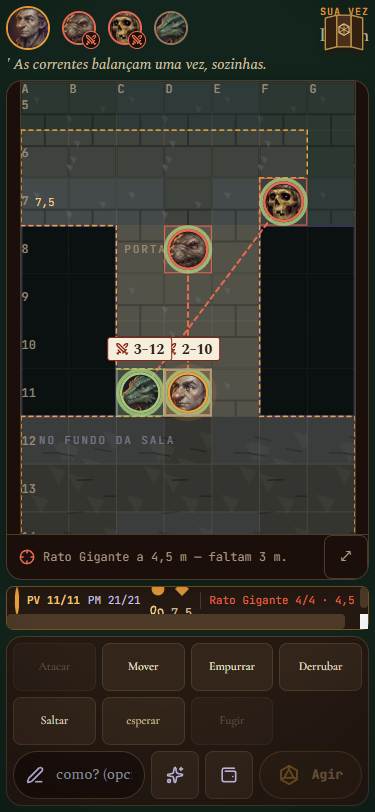 SUA VEZ
' As correntes balançam uma vez, sozinhas.
A B C D E F G
5
6
7 7,5
8 PORTA
9
10
3–12 2–10
11
12 NO FUNDO DA SALA
13
Rato Gigante a 4,5 m — faltam 3 m.
PV 11/11 PM 21/21 7,5 Rato Gigante 4/4 · 4,5
Atacar Mover Empurrar Derrubar
Saltar esperar Fugir
como? (opc Agir